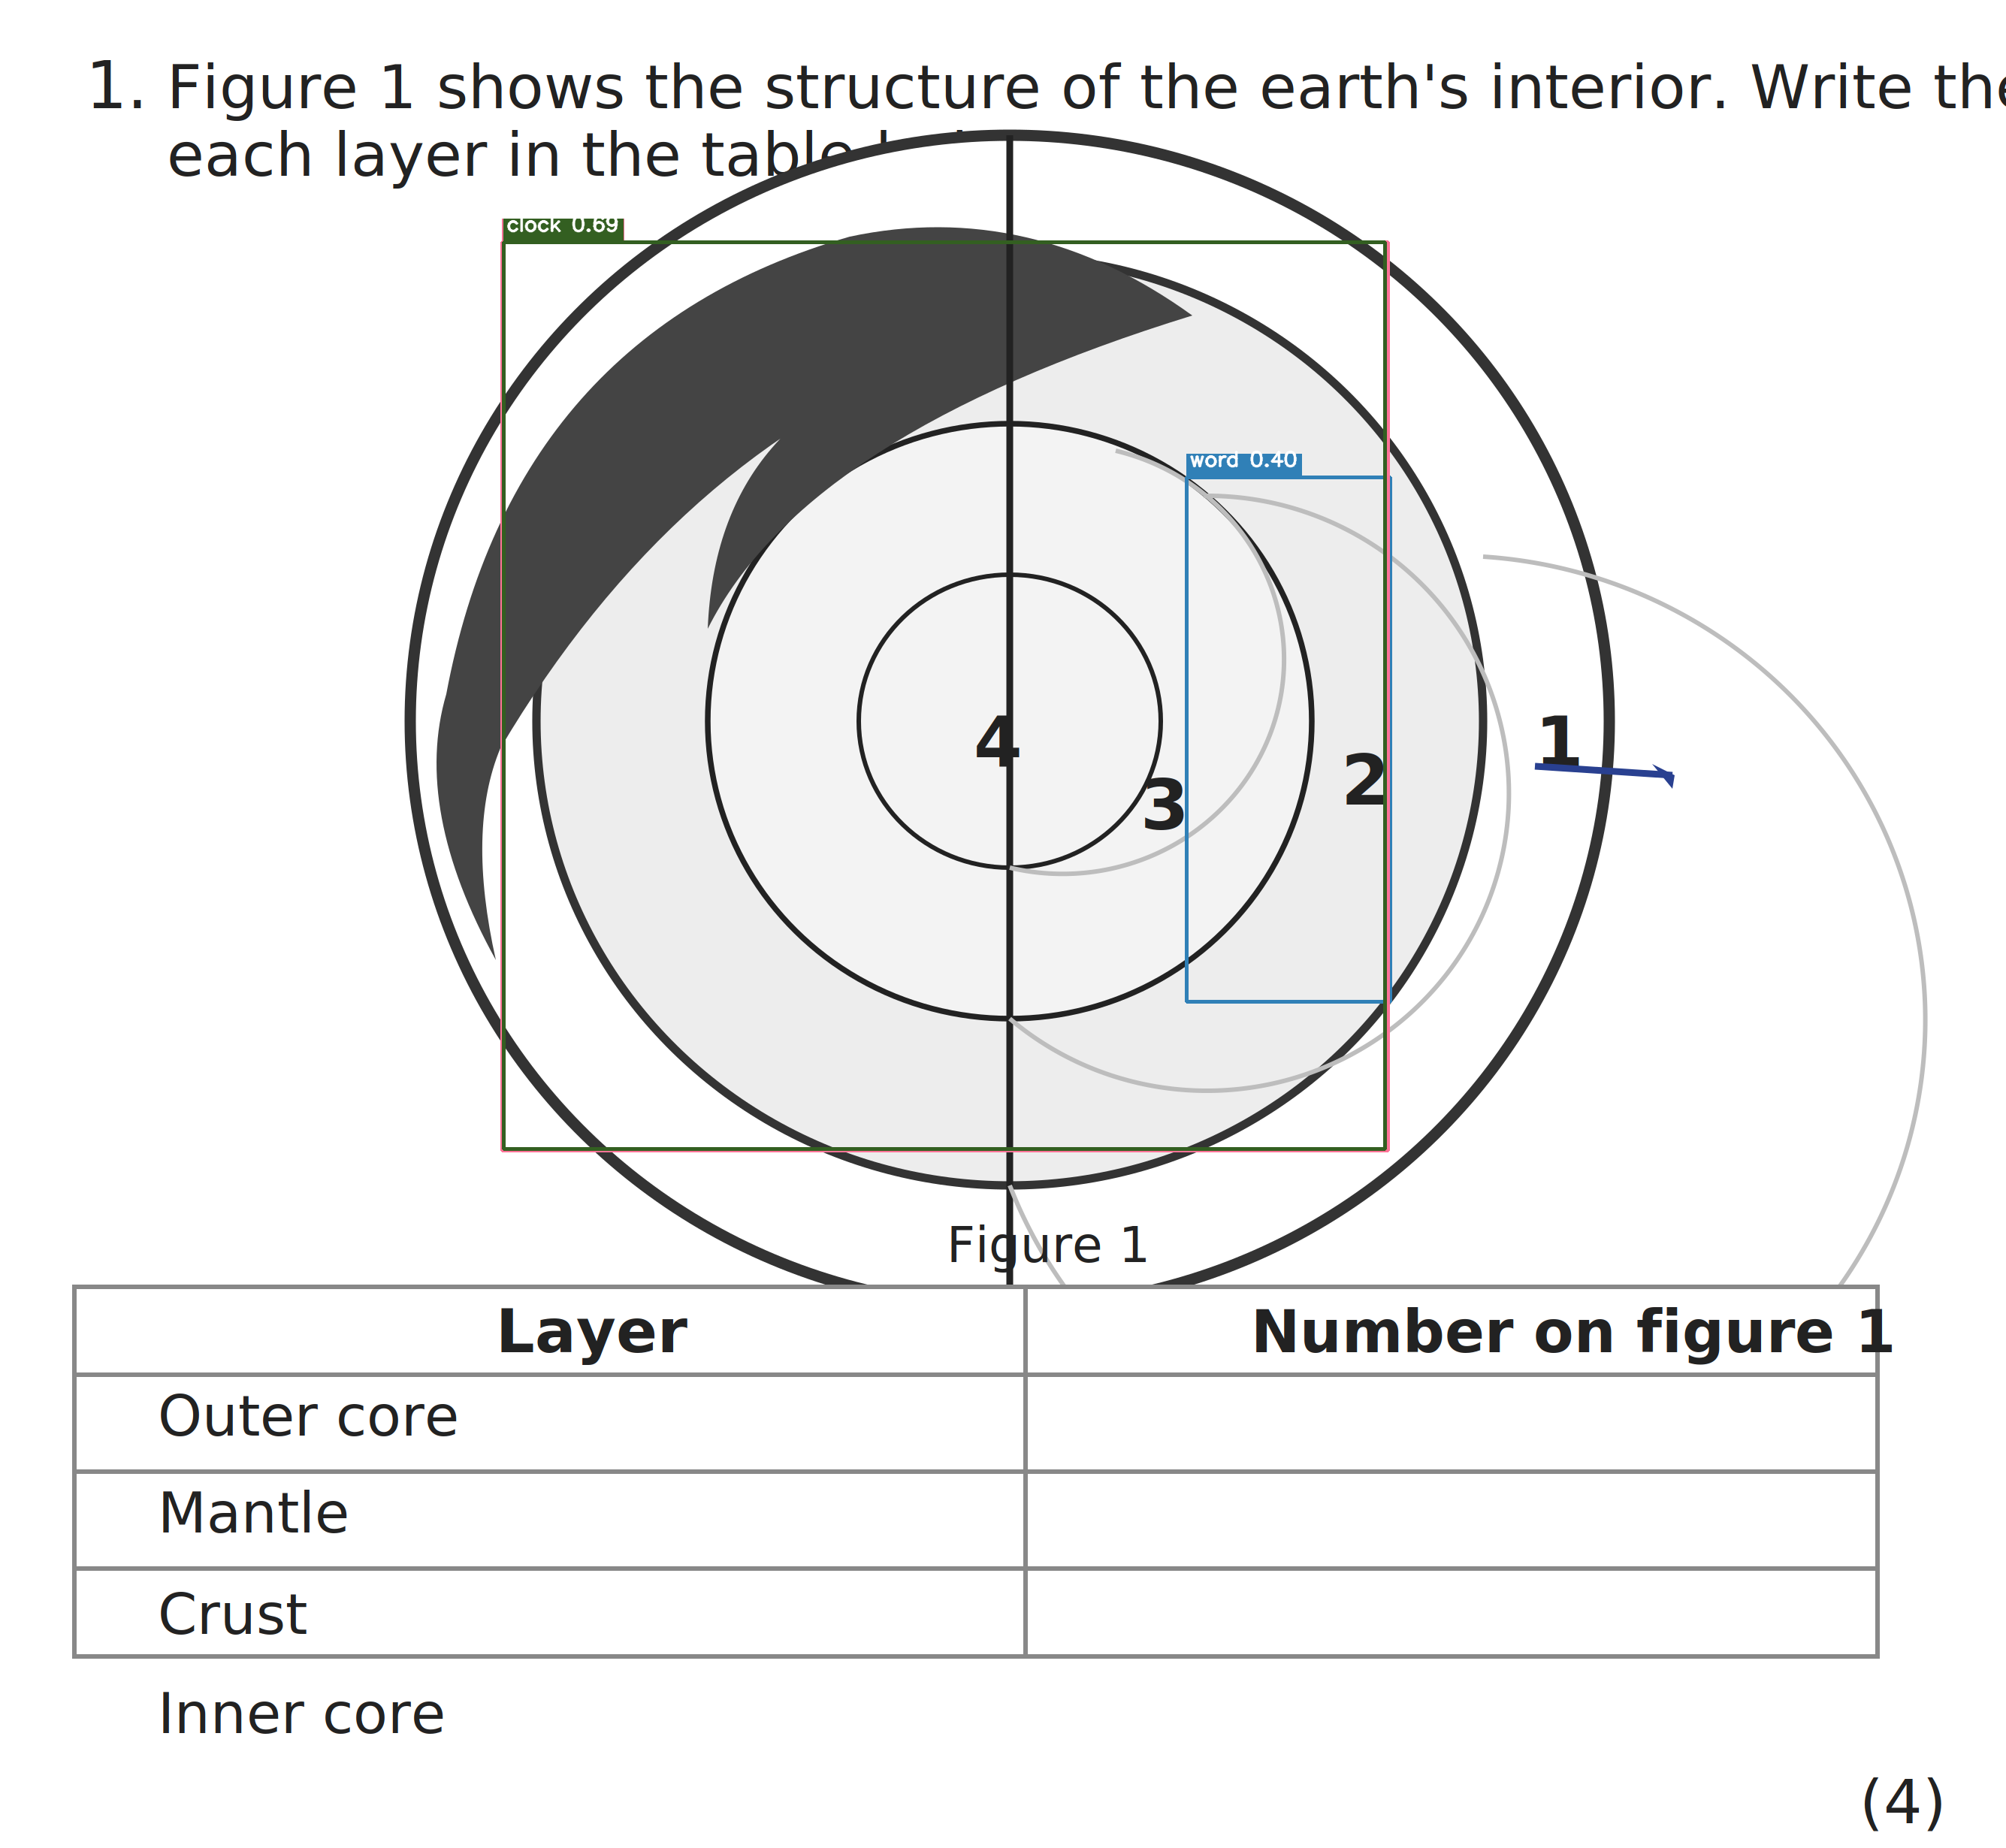 1. Figure 1 shows the structure of the earth's interior. Write the
each layer in the table
clock 0.69
word 0.40
4
3
2
1
Figure 1
Layer Number on figure 1
Outer core
Mantle
Crust
Inner core
(4)